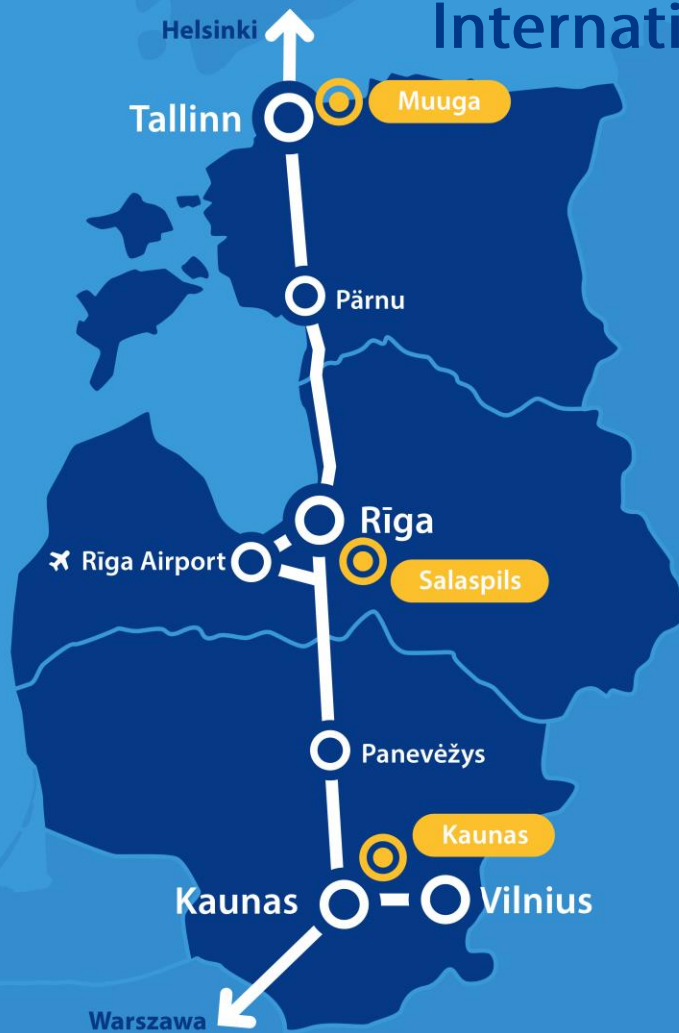 Internati
Helsinki
Tallinn
Muuga
Pärnu
Rīga
Rīga Airport
Salaspils
Panevėžys
Kaunas
Kaunas
Vilnius
Warszawa